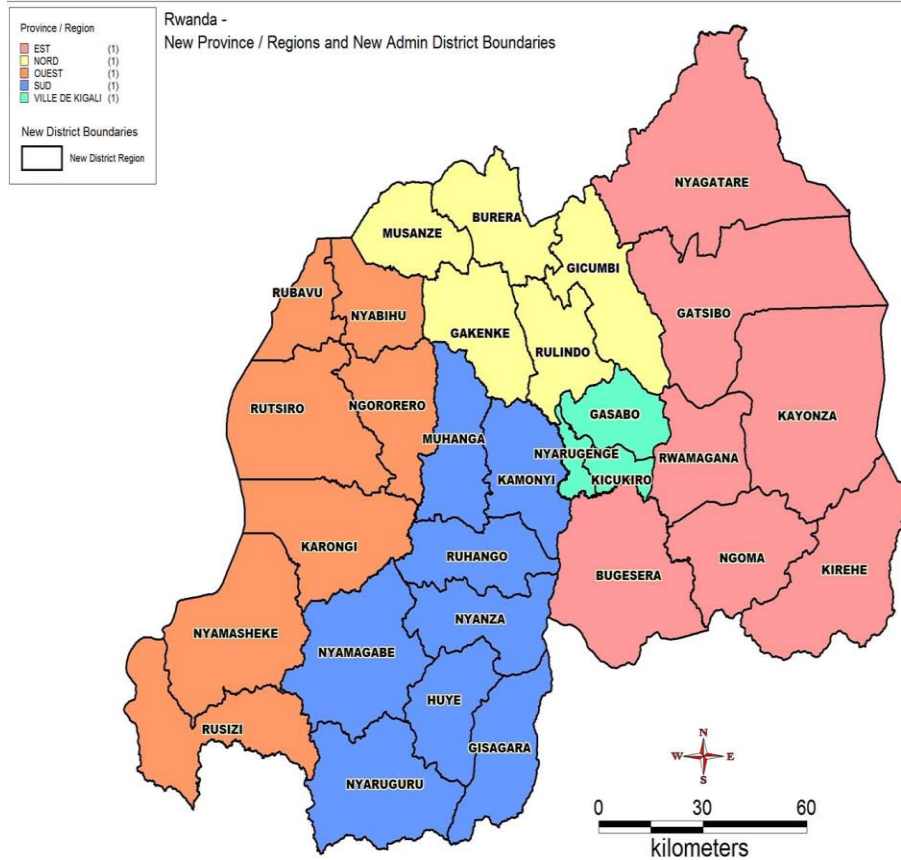 Province / Region
EST (1)
NORD (1)
OUEST (1)
SUD (1)
VILLE DE KIGALI (1)
New District Boundaries
New District Region
Rwanda -
New Province / Regions and New Admin District Boundaries
NYAGATARE
BURERA
MUSANZE
GICUMBI
RUBAVU
NYABIHU
GATSIBO
GAKENKE
RULINDO
RUTSIRO
NGORORERO
GASABO
KAYONZA
MUHANGA
NYARUGENGE
RWAMAGANA
KAMONYI
KICUKIRO
KARONGI
RUHANGO
NGOMA
BUGESERA
KIREHE
NYAMASHEKE
NYANZA
NYAMAGABE
HUYE
RUSIZI
GISAGARA
NYARUGURU
N
W E
S
0 30 60
kilometers